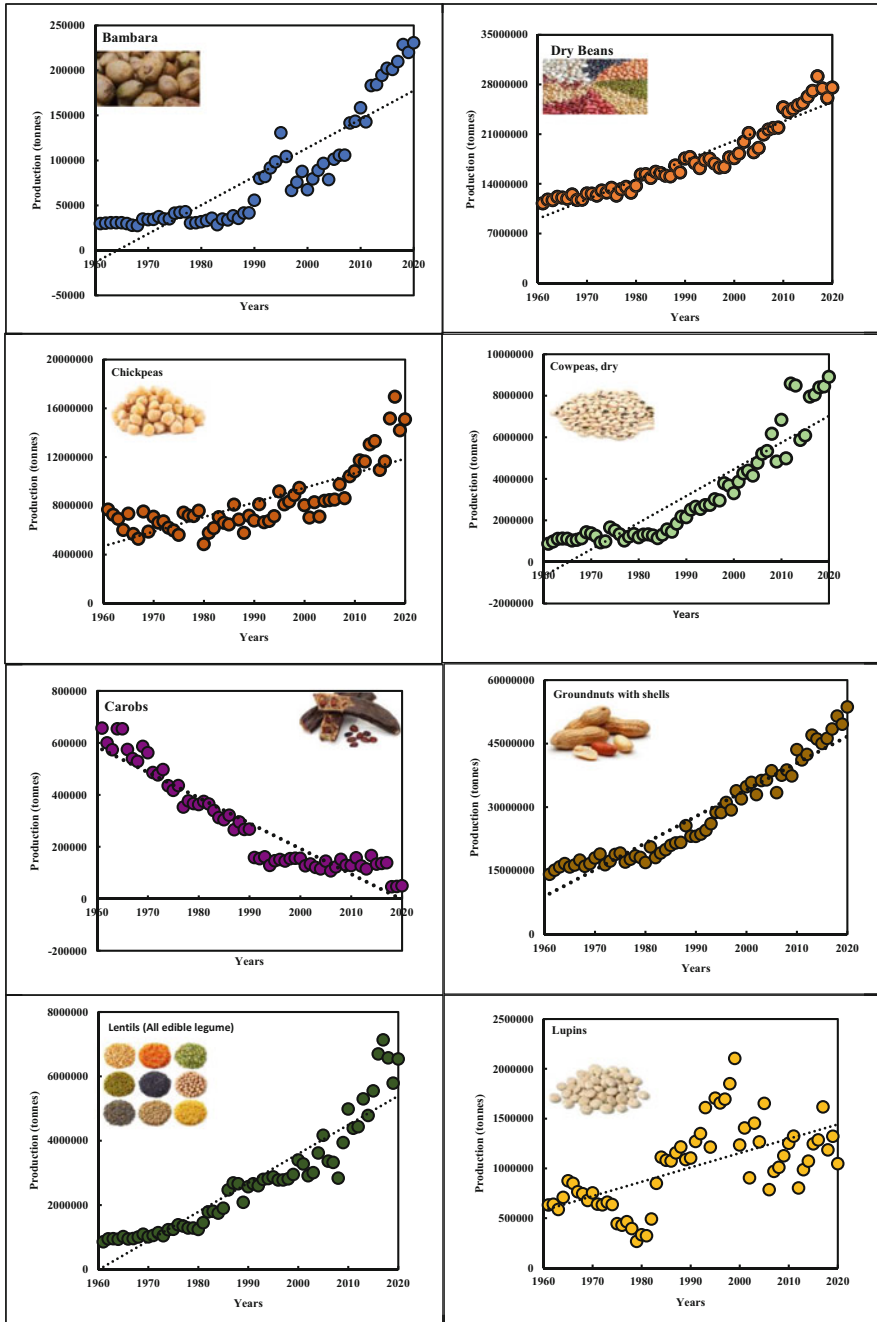 Bambara
250000
200000
150000
100000
50000
0
-50000
1960 1970 1980 1990 2000 2010 2020
Production (tonnes)
Years
Dry Beans
35000000
28000000
21000000
14000000
7000000
0
1960 1970 1980 1990 2000 2010 2020
Production (tonnes)
Years
Chickpeas
20000000
16000000
12000000
8000000
4000000
0
1960 1970 1980 1990 2000 2010 2020
Production (tonnes)
Years
Cowpeas, dry
10000000
8000000
6000000
4000000
2000000
0
-2000000
1960 1970 1980 1990 2000 2010 2020
Production (tonnes)
Years
Carobs
800000
600000
400000
200000
0
-200000
1960 1970 1980 1990 2000 2010 2020
Production (tonnes)
Years
Groundnuts with shells
60000000
45000000
30000000
15000000
0
1960 1970 1980 1990 2000 2010 2020
Production (tonnes)
Years
Lentils (All edible legume)
8000000
6000000
4000000
2000000
0
1960 1970 1980 1990 2000 2010 2020
Production (tonnes)
Years
Lupins
2500000
2000000
1500000
1000000
500000
0
1960 1970 1980 1990 2000 2010 2020
Production (tonnes)
Years